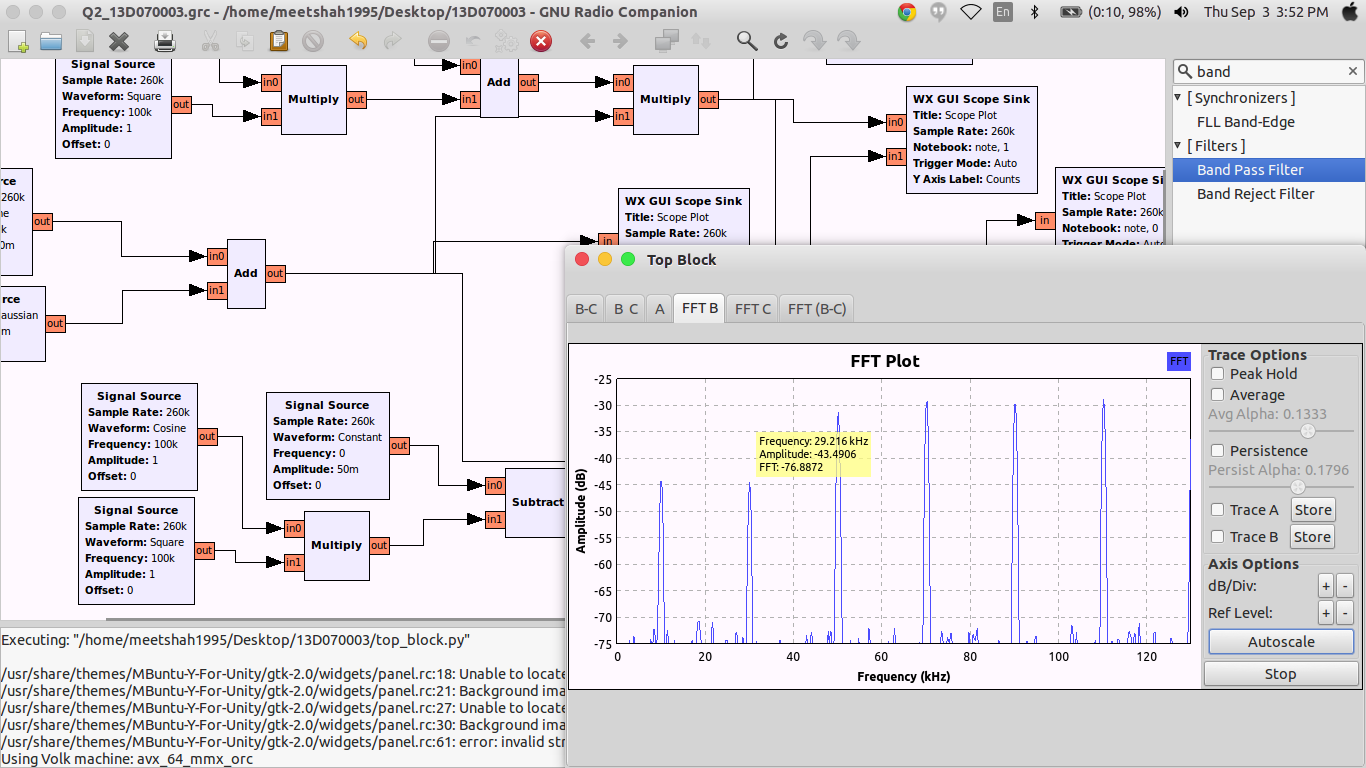 Q2_13D070003.grc - /home/meetshah1995/Desktop/13D070003 - GNU Radio Companion
En
(0:10, 98%)
Thu Sep 3 3:52 PM
Signal Source
Sample Rate: 260k
Waveform: Square
Frequency: 100k
Amplitude: 1
Offset: 0
out
in0
in1
Multiply
out
in0
in1
Add
out
in0
in1
Multiply
out
in0
in1
WX GUI Scope Sink
Title: Scope Plot
Sample Rate: 260k
Notebook: note, 1
Trigger Mode: Auto
Y Axis Label: Counts
in
WX GUI Scope Si
Title: Scope Plot
Sample Rate: 260k
Notebook: note, 0
Trigger Mode: Auto
in
WX GUI Scope Sink
Title: Scope Plot
Sample Rate: 260k
rce
260k
ne
k
0m
out
rce
aussian
m
out
in0
in1
Add
out
Signal Source
Sample Rate: 260k
Waveform: Cosine
Frequency: 100k
Amplitude: 1
Offset: 0
out
Signal Source
Sample Rate: 260k
Waveform: Constant
Frequency: 0
Amplitude: 50m
Offset: 0
out
Signal Source
Sample Rate: 260k
Waveform: Square
Frequency: 100k
Amplitude: 1
Offset: 0
out
in0
in1
Multiply
out
in0
in1
Subtract
band
[ Synchronizers ]
FLL Band-Edge
[ Filters ]
Band Pass Filter
Band Reject Filter
Top Block
B-C
B C
A
FFT B
FFT C
FFT (B-C)
FFT Plot
FFT
Amplitude (dB)
-25
-30
-35
-40
-45
-50
-55
-60
-65
-70
-75
0 20 40 60 80 100 120
Frequency (kHz)
Frequency: 29.216 kHz
Amplitude: -43.4906
FFT: -76.8872
Trace Options
Peak Hold
Average
Avg Alpha: 0.1333
Persistence
Persist Alpha: 0.1796
Trace A Store
Trace B Store
Axis Options
dB/Div: + -
Ref Level: + -
Autoscale
Stop
Executing: "/home/meetshah1995/Desktop/13D070003/top_block.py"
/usr/share/themes/MBuntu-Y-For-Unity/gtk-2.0/widgets/panel.rc:18: Unable to locate
/usr/share/themes/MBuntu-Y-For-Unity/gtk-2.0/widgets/panel.rc:21: Background ima
/usr/share/themes/MBuntu-Y-For-Unity/gtk-2.0/widgets/panel.rc:27: Unable to locate
/usr/share/themes/MBuntu-Y-For-Unity/gtk-2.0/widgets/panel.rc:30: Background ima
/usr/share/themes/MBuntu-Y-For-Unity/gtk-2.0/widgets/panel.rc:61: error: invalid str
Using Volk machine: avx_64_mmx_orc